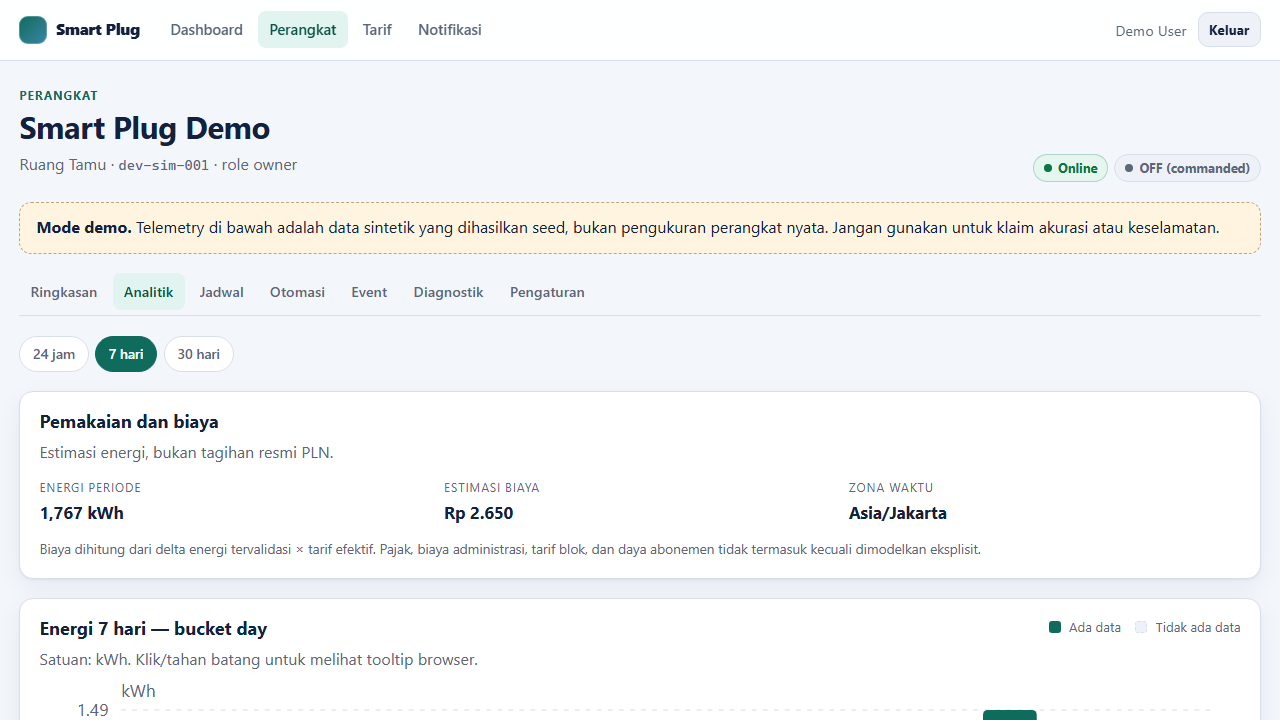 Smart Plug
Dashboard
Perangkat
Tarif
Notifikasi
Demo User
Keluar
PERANGKAT
Smart Plug Demo
Ruang Tamu · dev-sim-001 · role owner
Online
OFF (commanded)
Mode demo. Telemetry di bawah adalah data sintetik yang dihasilkan seed, bukan pengukuran perangkat nyata. Jangan gunakan untuk klaim akurasi atau keselamatan.
Ringkasan
Analitik
Jadwal
Otomasi
Event
Diagnostik
Pengaturan
24 jam
7 hari
30 hari
Pemakaian dan biaya
Estimasi energi, bukan tagihan resmi PLN.
ENERGI PERIODE
1,767 kWh
ESTIMASI BIAYA
Rp 2.650
ZONA WAKTU
Asia/Jakarta
Biaya dihitung dari delta energi tervalidasi × tarif efektif. Pajak, biaya administrasi, tarif blok, dan daya abonemen tidak termasuk kecuali dimodelkan eksplisit.
Energi 7 hari — bucket day
Ada data
Tidak ada data
Satuan: kWh. Klik/tahan batang untuk melihat tooltip browser.
kWh
1.49